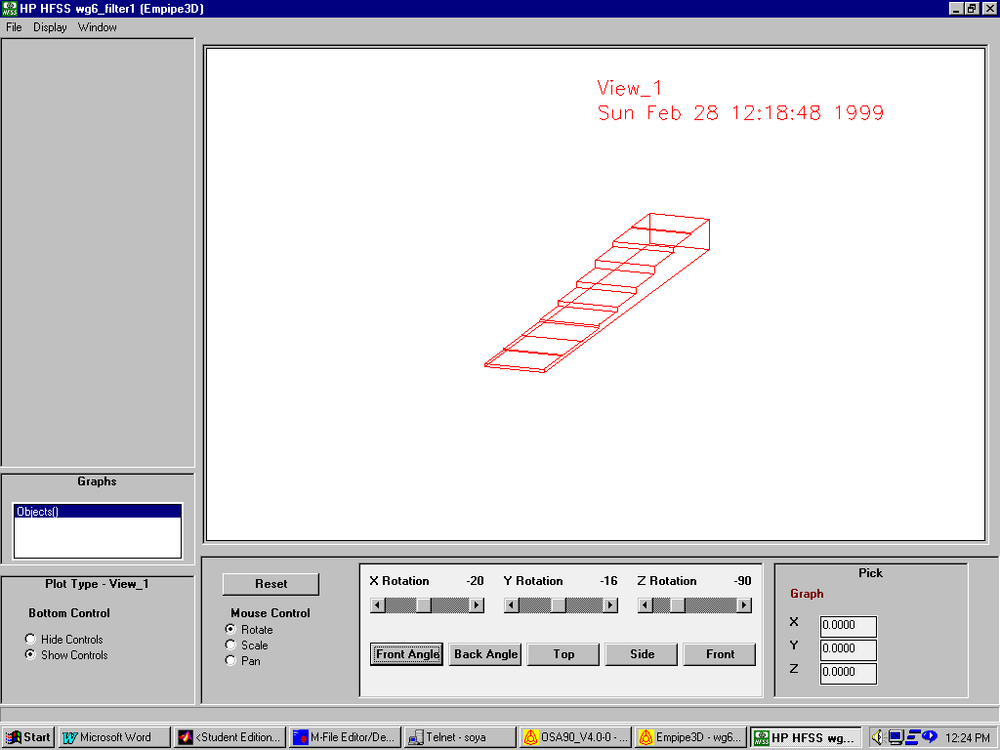 HP HFSS wg6_filter1 (Empipe3D)
File Display Window
View_1
Sun Feb 28 12:18:48 1999
Graphs
Objects()
Plot Type - View_1
Bottom Control
Hide Controls
Show Controls
Reset
Mouse Control
Rotate
Scale
Pan
X Rotation -20 Y Rotation -16 Z Rotation -90
Front Angle Back Angle Top Side Front
Pick
Graph
X 0.0000
Y 0.0000
Z 0.0000
Start Microsoft Word <Student Edition... M-File Editor/De... Telnet - soya OSA90_V4.0-0 - ... Empipe3D - wg6... HP HFSS wg... 12:24 PM